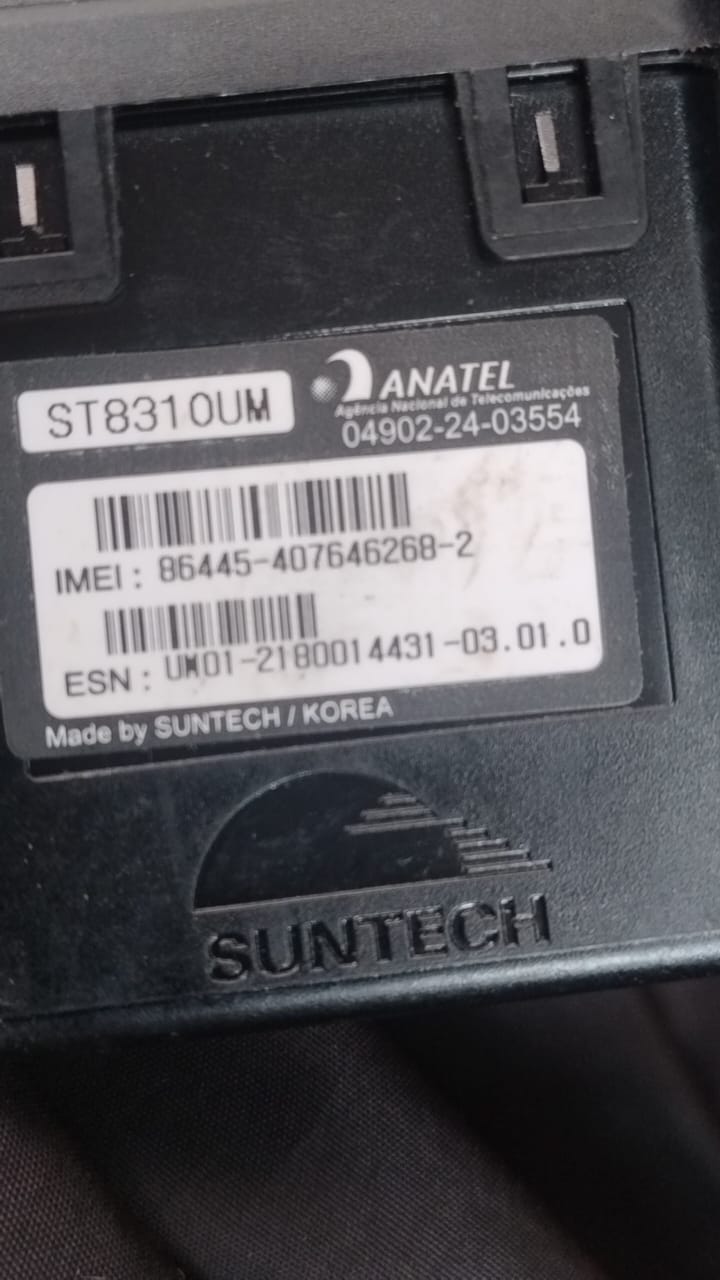 ST8310UM
ANATEL
Agência Nacional de Telecomunicações
04902-24-03554
IMEI : 86445-407646268-2
ESN : UM01-2180014431-03.01.0
Made by SUNTECH / KOREA
SUNTECH